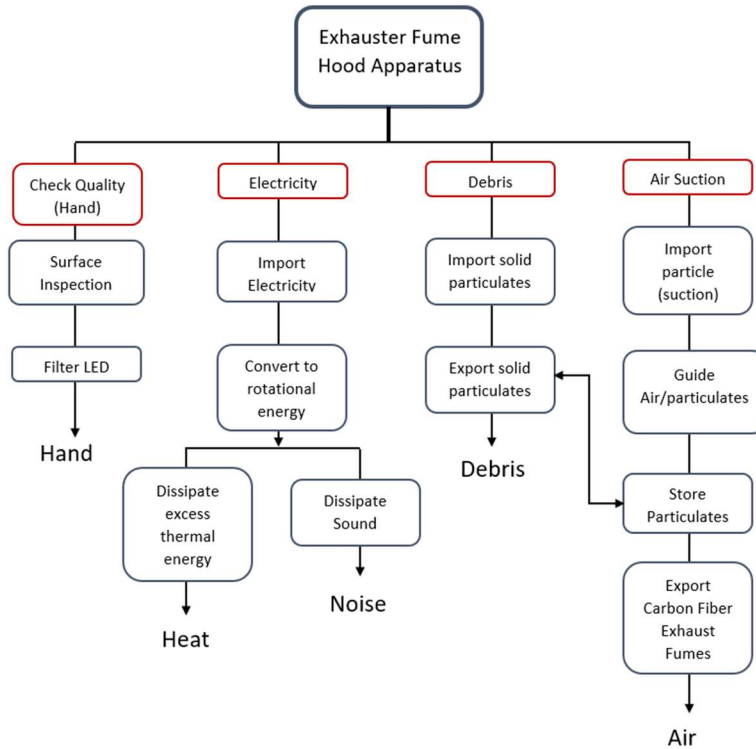 Exhauster Fume
Hood Apparatus
Check Quality
(Hand)
Electricity
Debris
Air Suction
Surface
Inspection
Import
Electricity
Import solid
particulates
Import
particle
(suction)
Filter LED
Convert to
rotational
energy
Export solid
particulates
Guide
Air/particulates
Hand
Debris
Dissipate
excess
thermal
energy
Dissipate
Sound
Store
Particulates
Heat
Noise
Export
Carbon Fiber
Exhaust
Fumes
Air